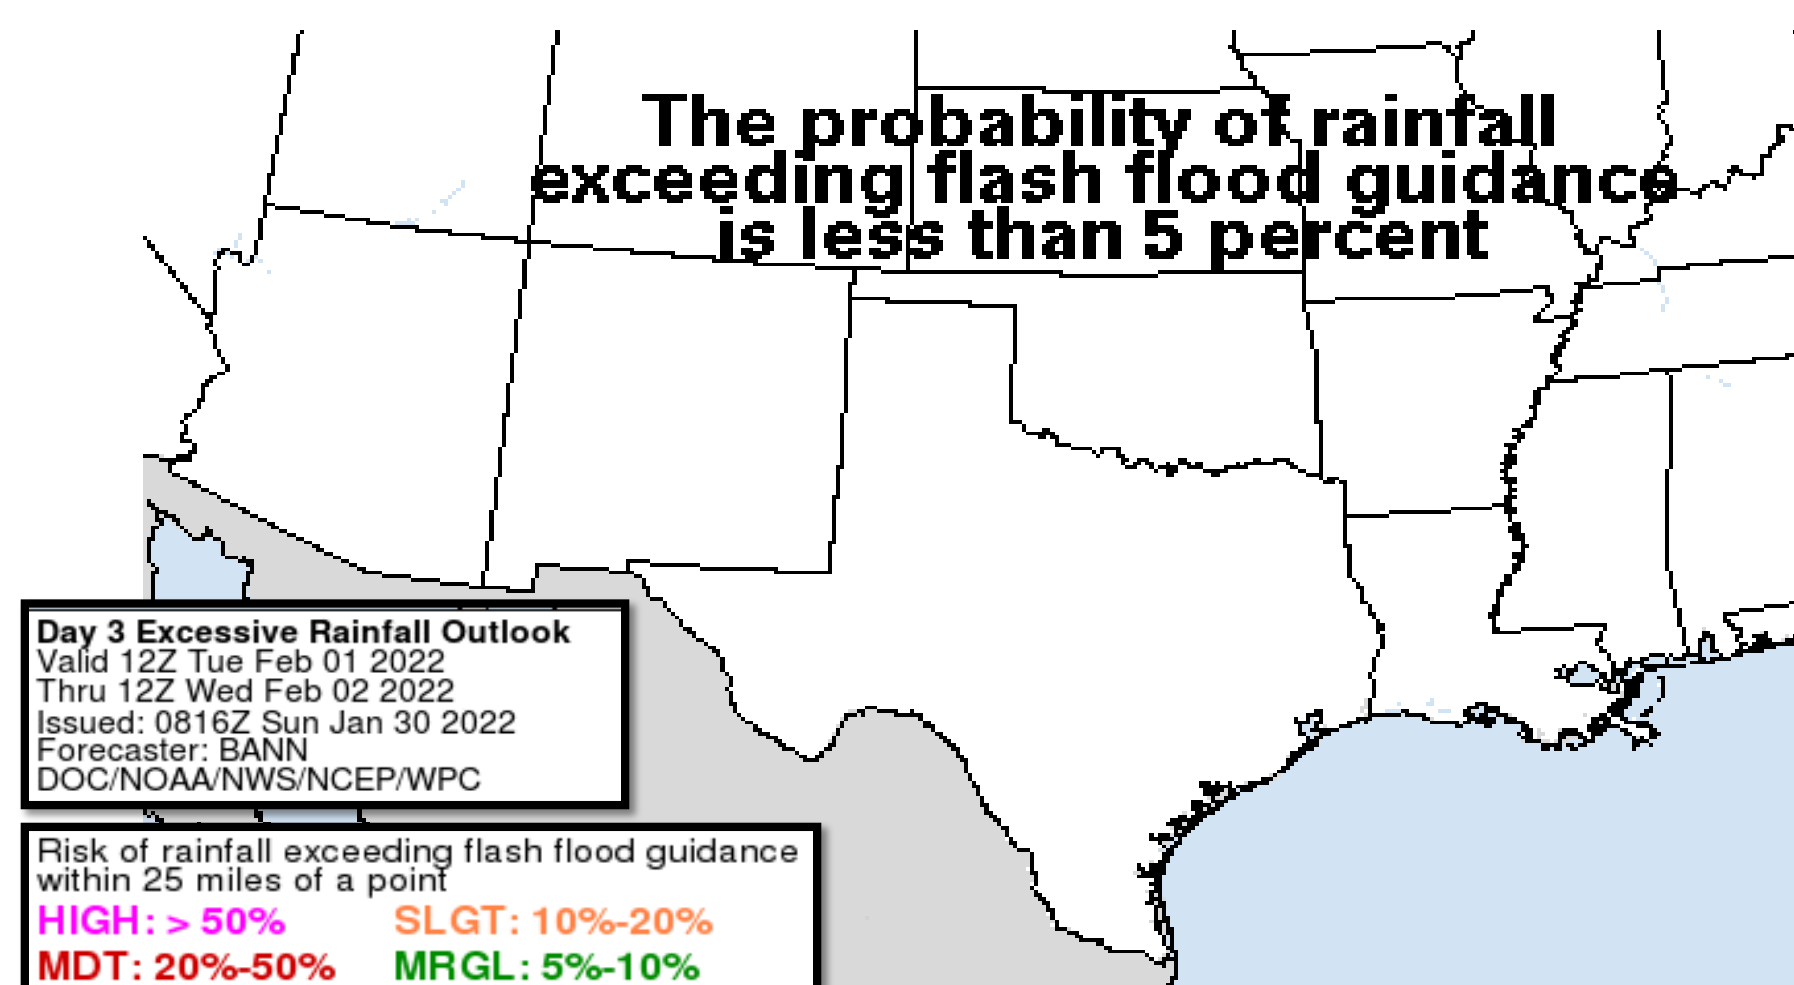 The probability of rainfall
exceeding flash flood guidance
is less than 5 percent
Day 3 Excessive Rainfall Outlook
Valid 12Z Tue Feb 01 2022
Thru 12Z Wed Feb 02 2022
Issued: 0816Z Sun Jan 30 2022
Forecaster: BANN
DOC/NOAA/NWS/NCEP/WPC
Risk of rainfall exceeding flash flood guidance
within 25 miles of a point
HIGH: > 50% SLGT: 10%-20%
MDT: 20%-50% MRGL: 5%-10%